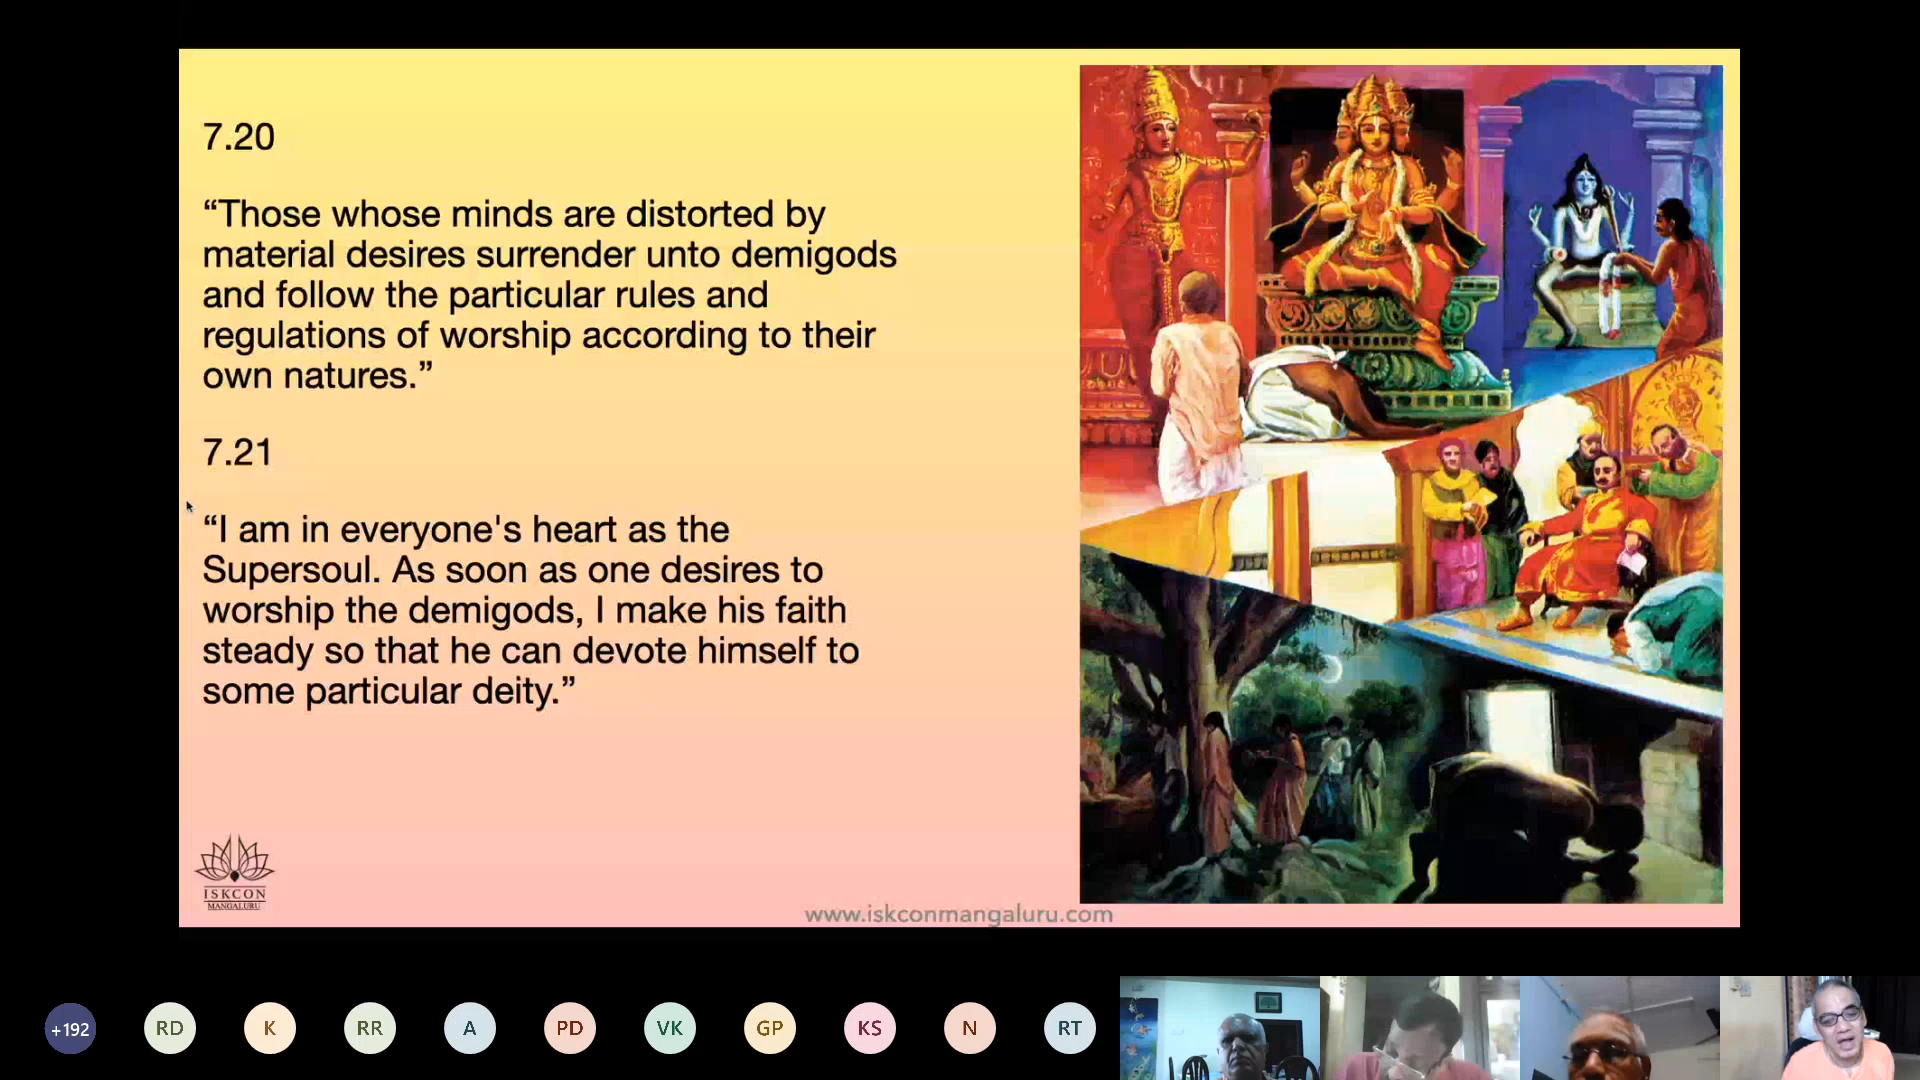 7.20
“Those whose minds are distorted by
material desires surrender unto demigods
and follow the particular rules and
regulations of worship according to their
own natures.”
7.21
“I am in everyone's heart as the
Supersoul. As soon as one desires to
worship the demigods, I make his faith
steady so that he can devote himself to
some particular deity.”
ISKCON
MANGALURU
www.iskconmangaluru.com
+192 RD K RR A PD VK GP KS N RT